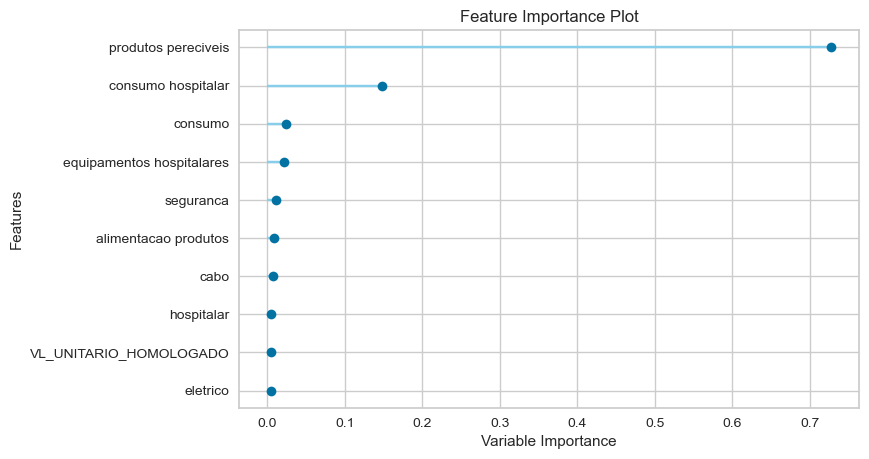 Feature Importance Plot
produtos pereciveis
consumo hospitalar
consumo
equipamentos hospitalares
seguranca
alimentacao produtos
cabo
hospitalar
VL_UNITARIO_HOMOLOGADO
eletrico
Features
0.0 0.1 0.2 0.3 0.4 0.5 0.6 0.7
Variable Importance